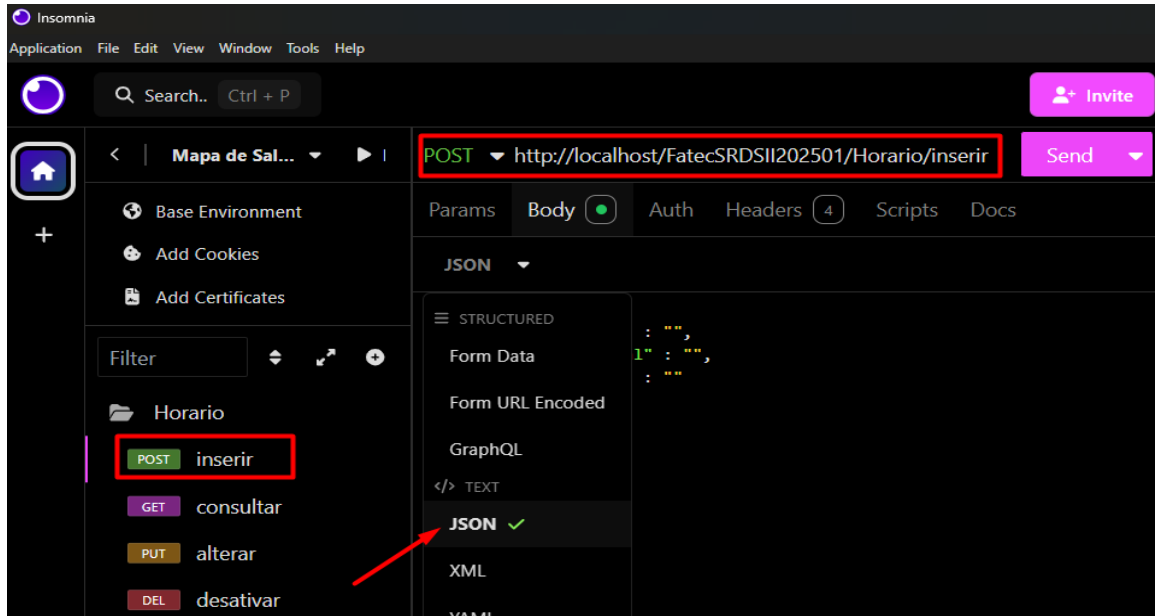 Insomnia
Application File Edit View Window Tools Help
Search.. Ctrl + P
Invite
Mapa de Sal...
POST http://localhost/FatecSRDSII202501/Horario/inserir
Send
Base Environment
Add Cookies
Add Certificates
Params Body Auth Headers 4 Scripts Docs
JSON
STRUCTURED
Form Data
Form URL Encoded
GraphQL
</> TEXT
JSON
XML
: "",
l" : "",
: ""
Filter
Horario
POST inserir
GET consultar
PUT alterar
DEL desativar